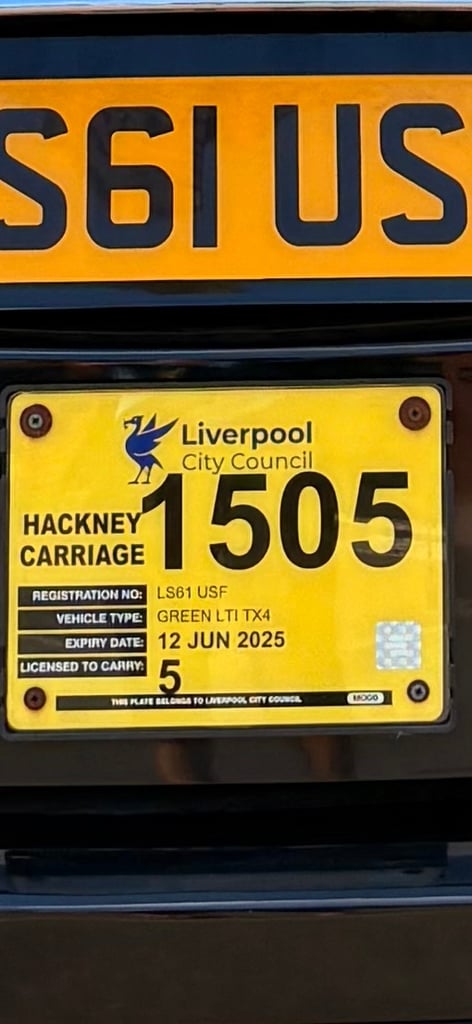 S61 US
Liverpool
City Council
HACKNEY CARRIAGE
1505
REGISTRATION NO: LS61 USF
VEHICLE TYPE: GREEN LTI TX4
EXPIRY DATE: 12 JUN 2025
LICENSED TO CARRY: 5
THIS PLATE BELONGS TO LIVERPOOL CITY COUNCIL
MOGO